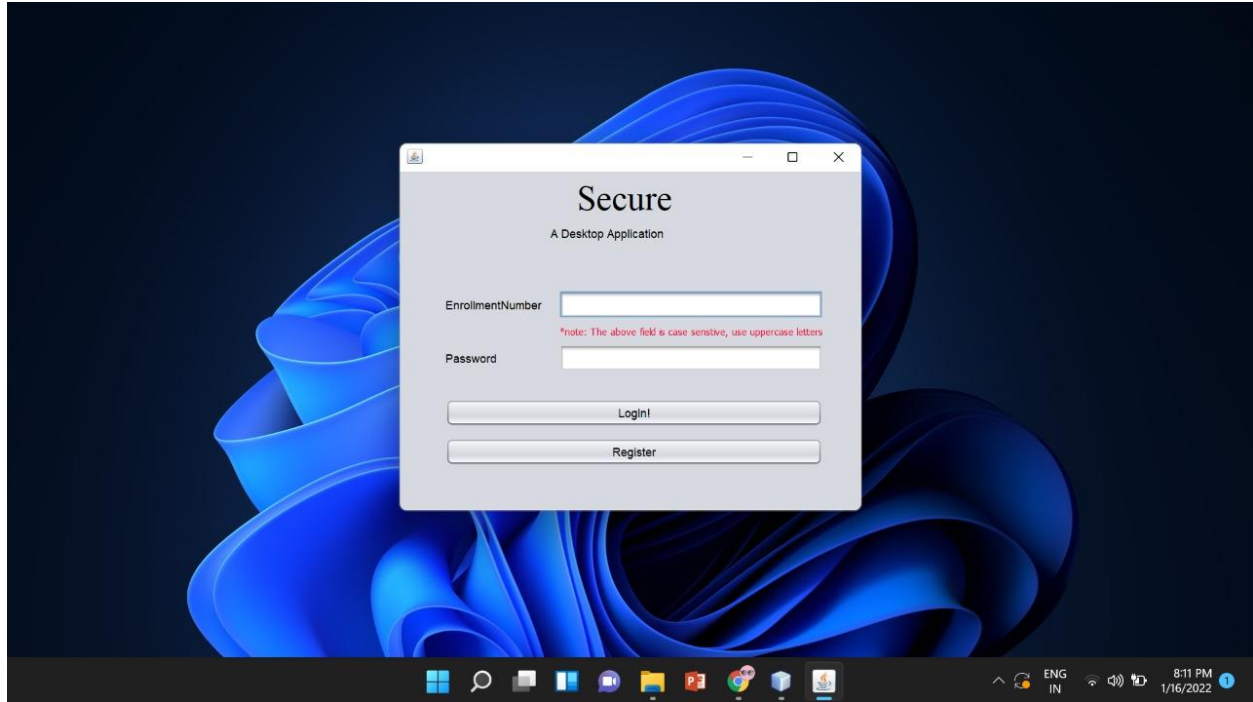 Secure
A Desktop Application
EnrollmentNumber
*note: The above field is case senstive, use uppercase letters
Password
Login!
Register
ENG
IN
8:11 PM
1/16/2022
1